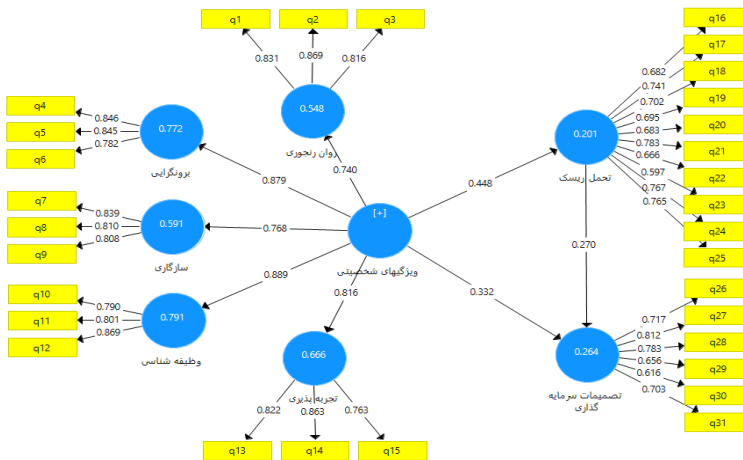 q1
q2
q3
0.831
0.869
0.816
0.548
روان رنجوری
0.740
q4
q5
q6
0.846
0.845
0.782
0.772
برونگرایی
0.879
q7
q8
q9
0.839
0.810
0.808
0.591
سازگاری
0.768
q10
q11
q12
0.790
0.801
0.869
0.791
وظیفه شناسی
0.889
[+]
ویژگیهای شخصیتی
0.816
0.666
تجربه پذیری
0.822
0.863
0.763
q13
q14
q15
0.448
0.332
0.201
تحمل ریسک
0.270
0.682
0.741
0.702
0.695
0.683
0.783
0.666
0.597
0.767
0.765
q16
q17
q18
q19
q20
q21
q22
q23
q24
q25
0.264
تصمیمات سرمایه
گذاری
0.717
0.812
0.783
0.656
0.616
0.703
q26
q27
q28
q29
q30
q31